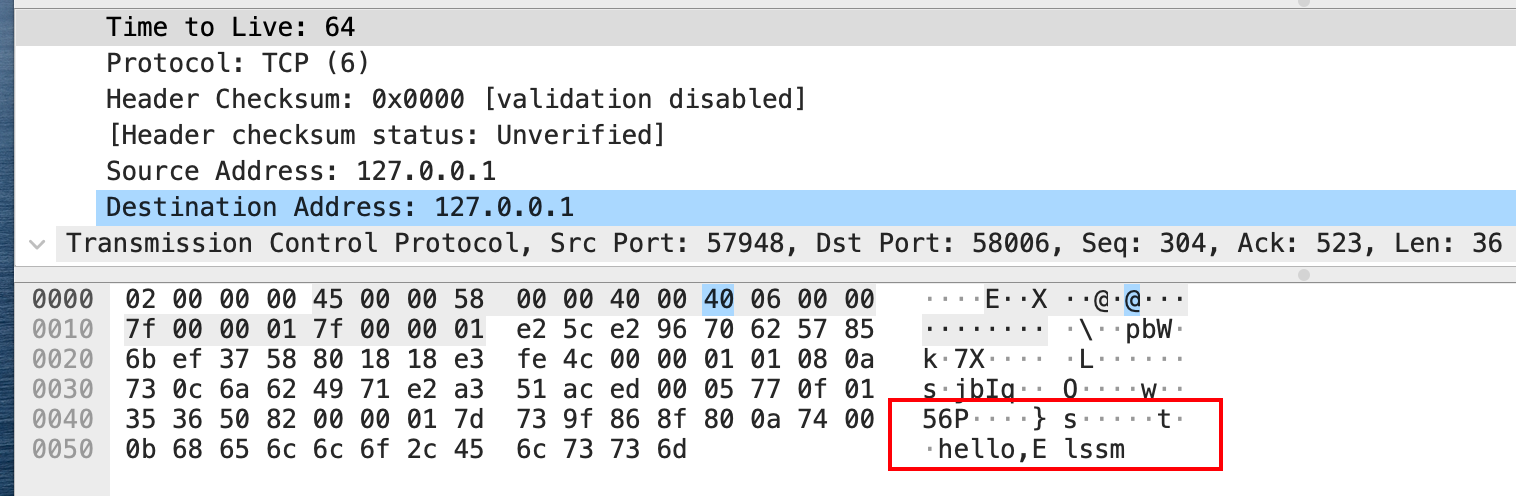 Time to Live: 64
Protocol: TCP (6)
Header Checksum: 0x0000 [validation disabled]
[Header checksum status: Unverified]
Source Address: 127.0.0.1
Destination Address: 127.0.0.1
Transmission Control Protocol, Src Port: 57948, Dst Port: 58006, Seq: 304, Ack: 523, Len: 36
0000 02 00 00 00 45 00 00 58 00 00 40 00 40 06 00 00 ····E··X ··@·@···
0010 7f 00 00 01 7f 00 00 01 e2 5c e2 96 70 62 57 85 ········ ·\··pbW·
0020 6b ef 37 58 80 18 18 e3 fe 4c 00 00 01 01 08 0a k·7X···· ·L······
0030 73 0c 6a 62 49 71 e2 a3 51 ac ed 00 05 77 0f 01 s·jbIq·· Q····w··
0040 35 36 50 82 00 00 01 7d 73 9f 86 8f 80 0a 74 00 56P····} s·····t·
0050 0b 68 65 6c 6c 6f 2c 45 6c 73 73 6d ·hello,E lssm